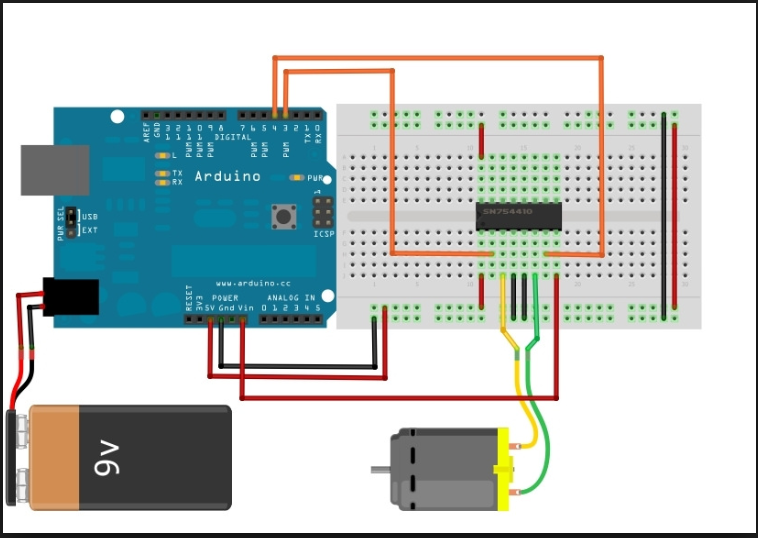 AREF
GND
13
12
PWM 11
PWM 10
PWM 9
8
DIGITAL
7
PWM 6
PWM 5
4
PWM 3
2
TX 1
RX 0
L
TX
RX
Arduino
PWR
PWR SEL
USB
EXT
ICSP
1
SN754410
www.arduino.cc
POWER
ANALOG IN
RESET
3V3
5V Gnd Vin 0 1 2 3 4 5
9v